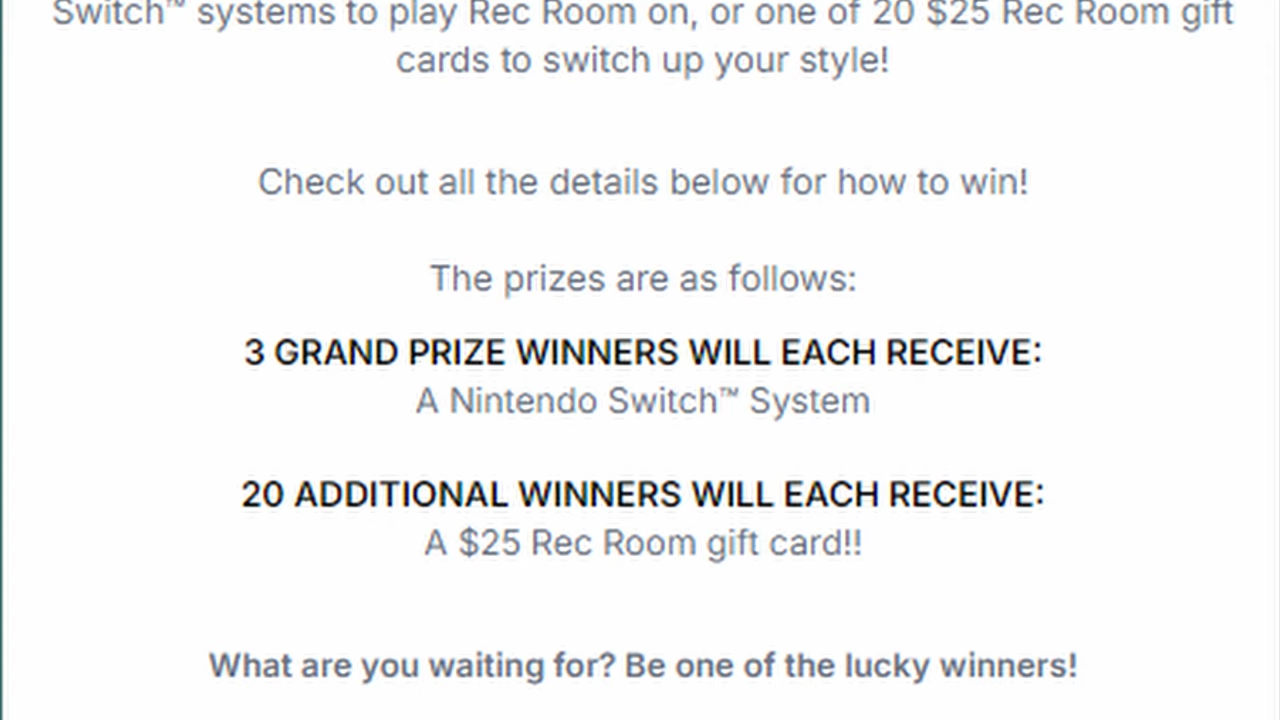 Switch™ systems to play Rec Room on, or one of 20 $25 Rec Room gift
cards to switch up your style!
Check out all the details below for how to win!
The prizes are as follows:
3 GRAND PRIZE WINNERS WILL EACH RECEIVE:
A Nintendo Switch™ System
20 ADDITIONAL WINNERS WILL EACH RECEIVE:
A $25 Rec Room gift card!!
What are you waiting for? Be one of the lucky winners!